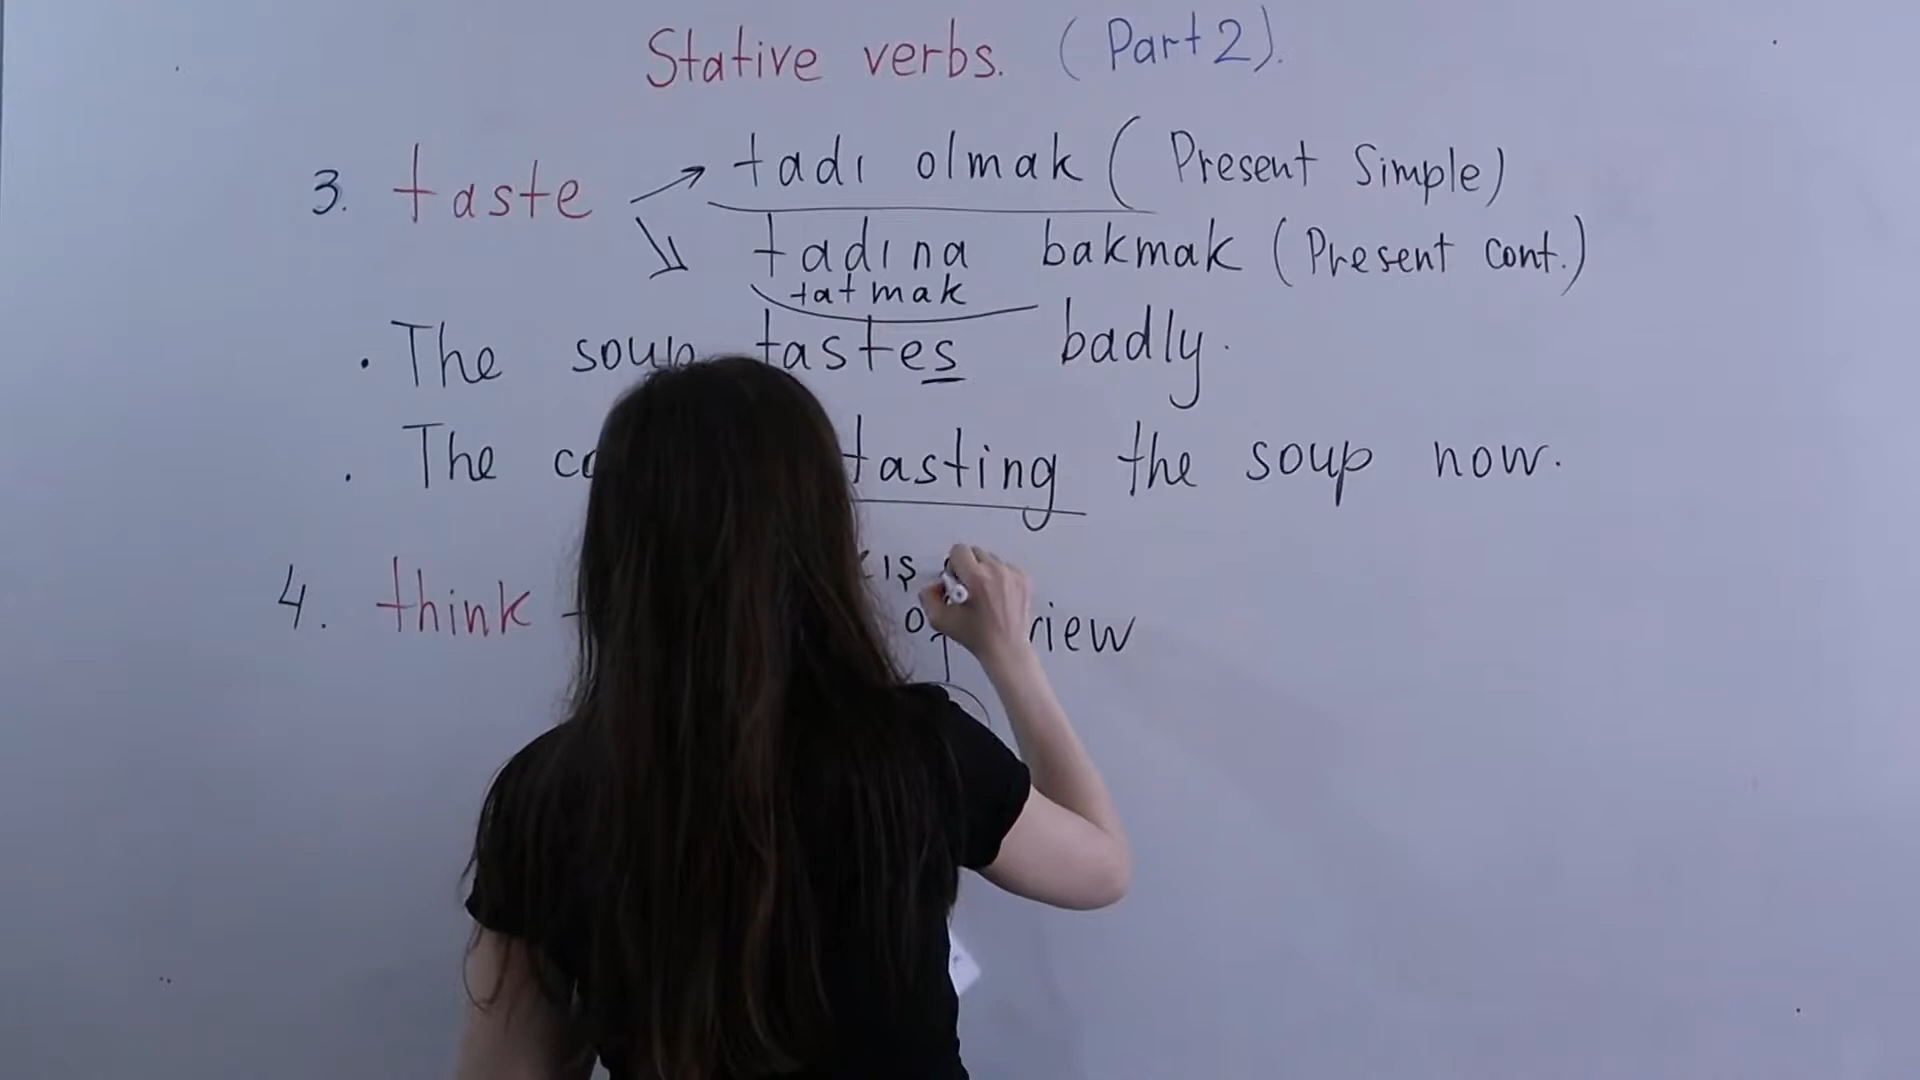 Stative verbs. (Part 2).
3. taste tadı olmak (Present Simple)
tadına bakmak (Present cont.)
tatmak
• The soup tastes badly.
• The tasting the soup now.
4. think